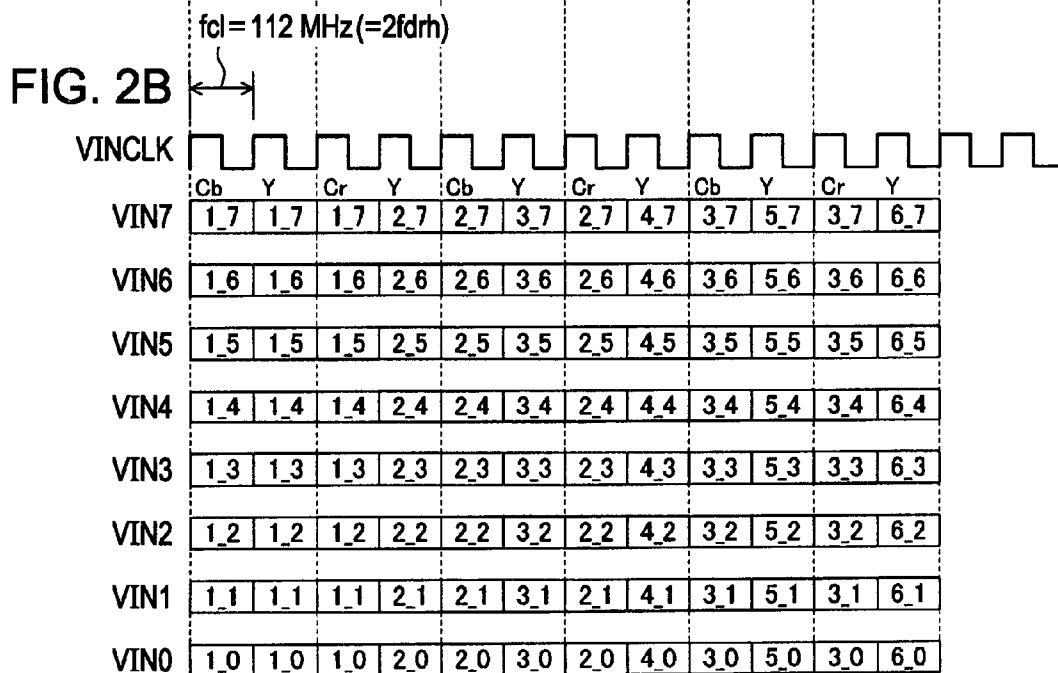 fcl = 112 MHz (=2fdrh)
FIG. 2B
VINCLK
Cb Y Cr Y Cb Y Cr Y Cb Y Cr Y
VIN7 1_7 1_7 1_7 2_7 2_7 3_7 2_7 4_7 3_7 5_7 3_7 6_7
VIN6 1_6 1_6 1_6 2_6 2_6 3_6 2_6 4_6 3_6 5_6 3_6 6_6
VIN5 1_5 1_5 1_5 2_5 2_5 3_5 2_5 4_5 3_5 5_5 3_5 6_5
VIN4 1_4 1_4 1_4 2_4 2_4 3_4 2_4 4_4 3_4 5_4 3_4 6_4
VIN3 1_3 1_3 1_3 2_3 2_3 3_3 2_3 4_3 3_3 5_3 3_3 6_3
VIN2 1_2 1_2 1_2 2_2 2_2 3_2 2_2 4_2 3_2 5_2 3_2 6_2
VIN1 1_1 1_1 1_1 2_1 2_1 3_1 2_1 4_1 3_1 5_1 3_1 6_1
VIN0 1_0 1_0 1_0 2_0 2_0 3_0 2_0 4_0 3_0 5_0 3_0 6_0